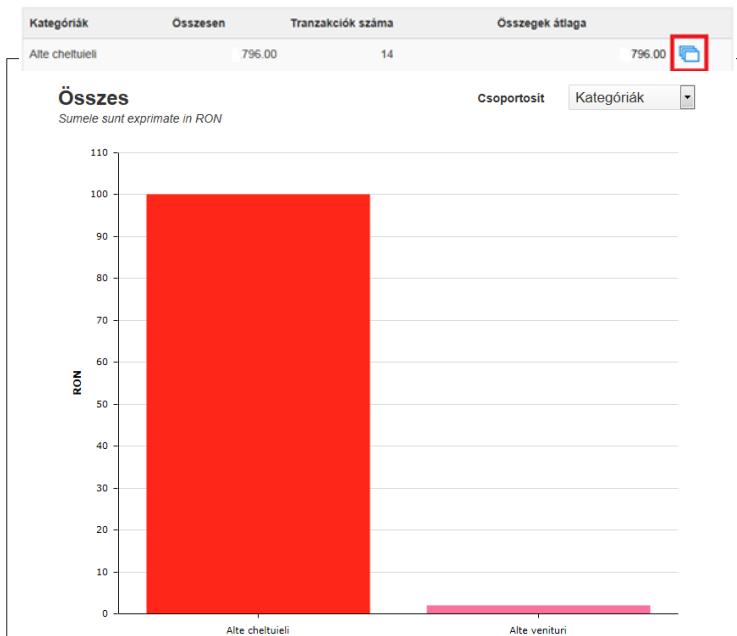 Kategóriák Összesen Tranzakciók száma Összegek átlaga
Alte cheltuieli 796.00 14 796.00
Összes Csoportosit Kategóriák
Sumele sunt exprimate in RON
110
100
90
80
70
60
RON
50
40
30
20
10
0
Alte cheltuieli Alte venituri